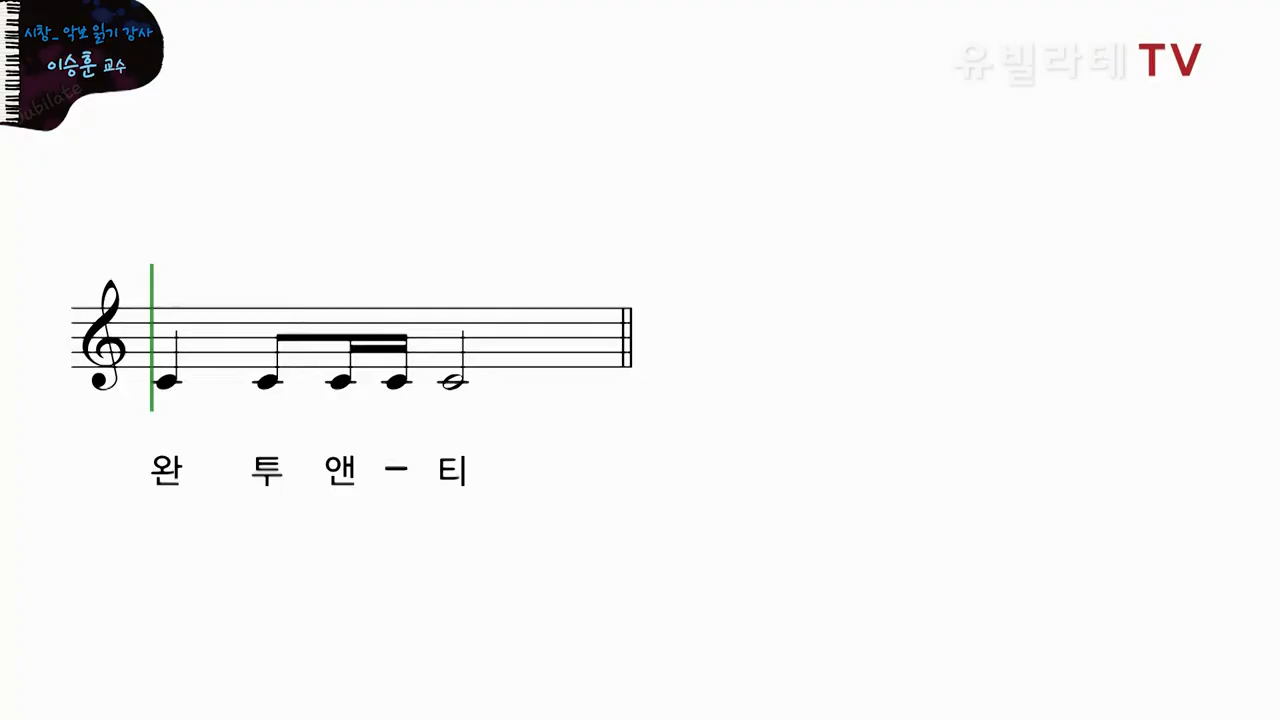 시창_ 악보 읽기 강사
이승훈 교수
Jubilate
유빌라테 TV
완 투 앤 – 티